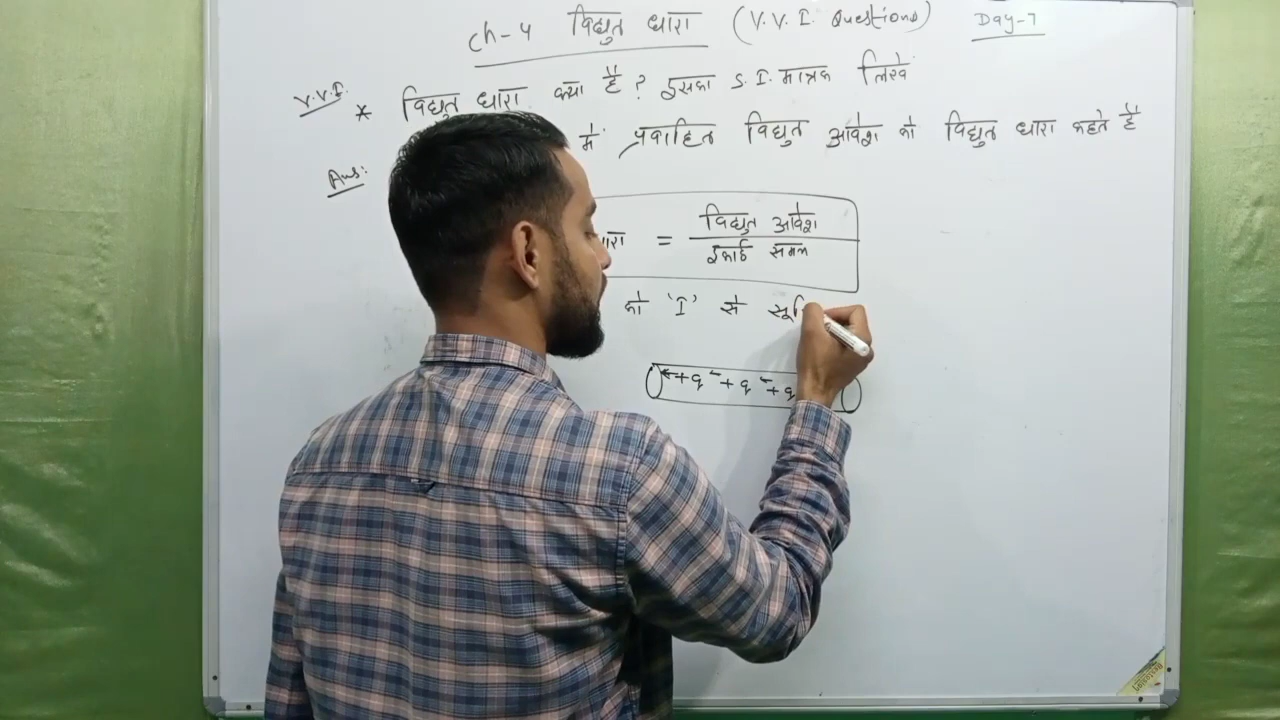 ch-4 विद्युत धारा (V.V.I. Questions) Day-7
V.V.I. * विद्युत धारा क्या है ? इसका S.I. मात्रक लिखे
Ans: में प्रवाहित विद्युत आवेश को विद्युत धारा कहते है
= विद्युत आवेश
इकाई समय
को 'I' से
+q +q +q